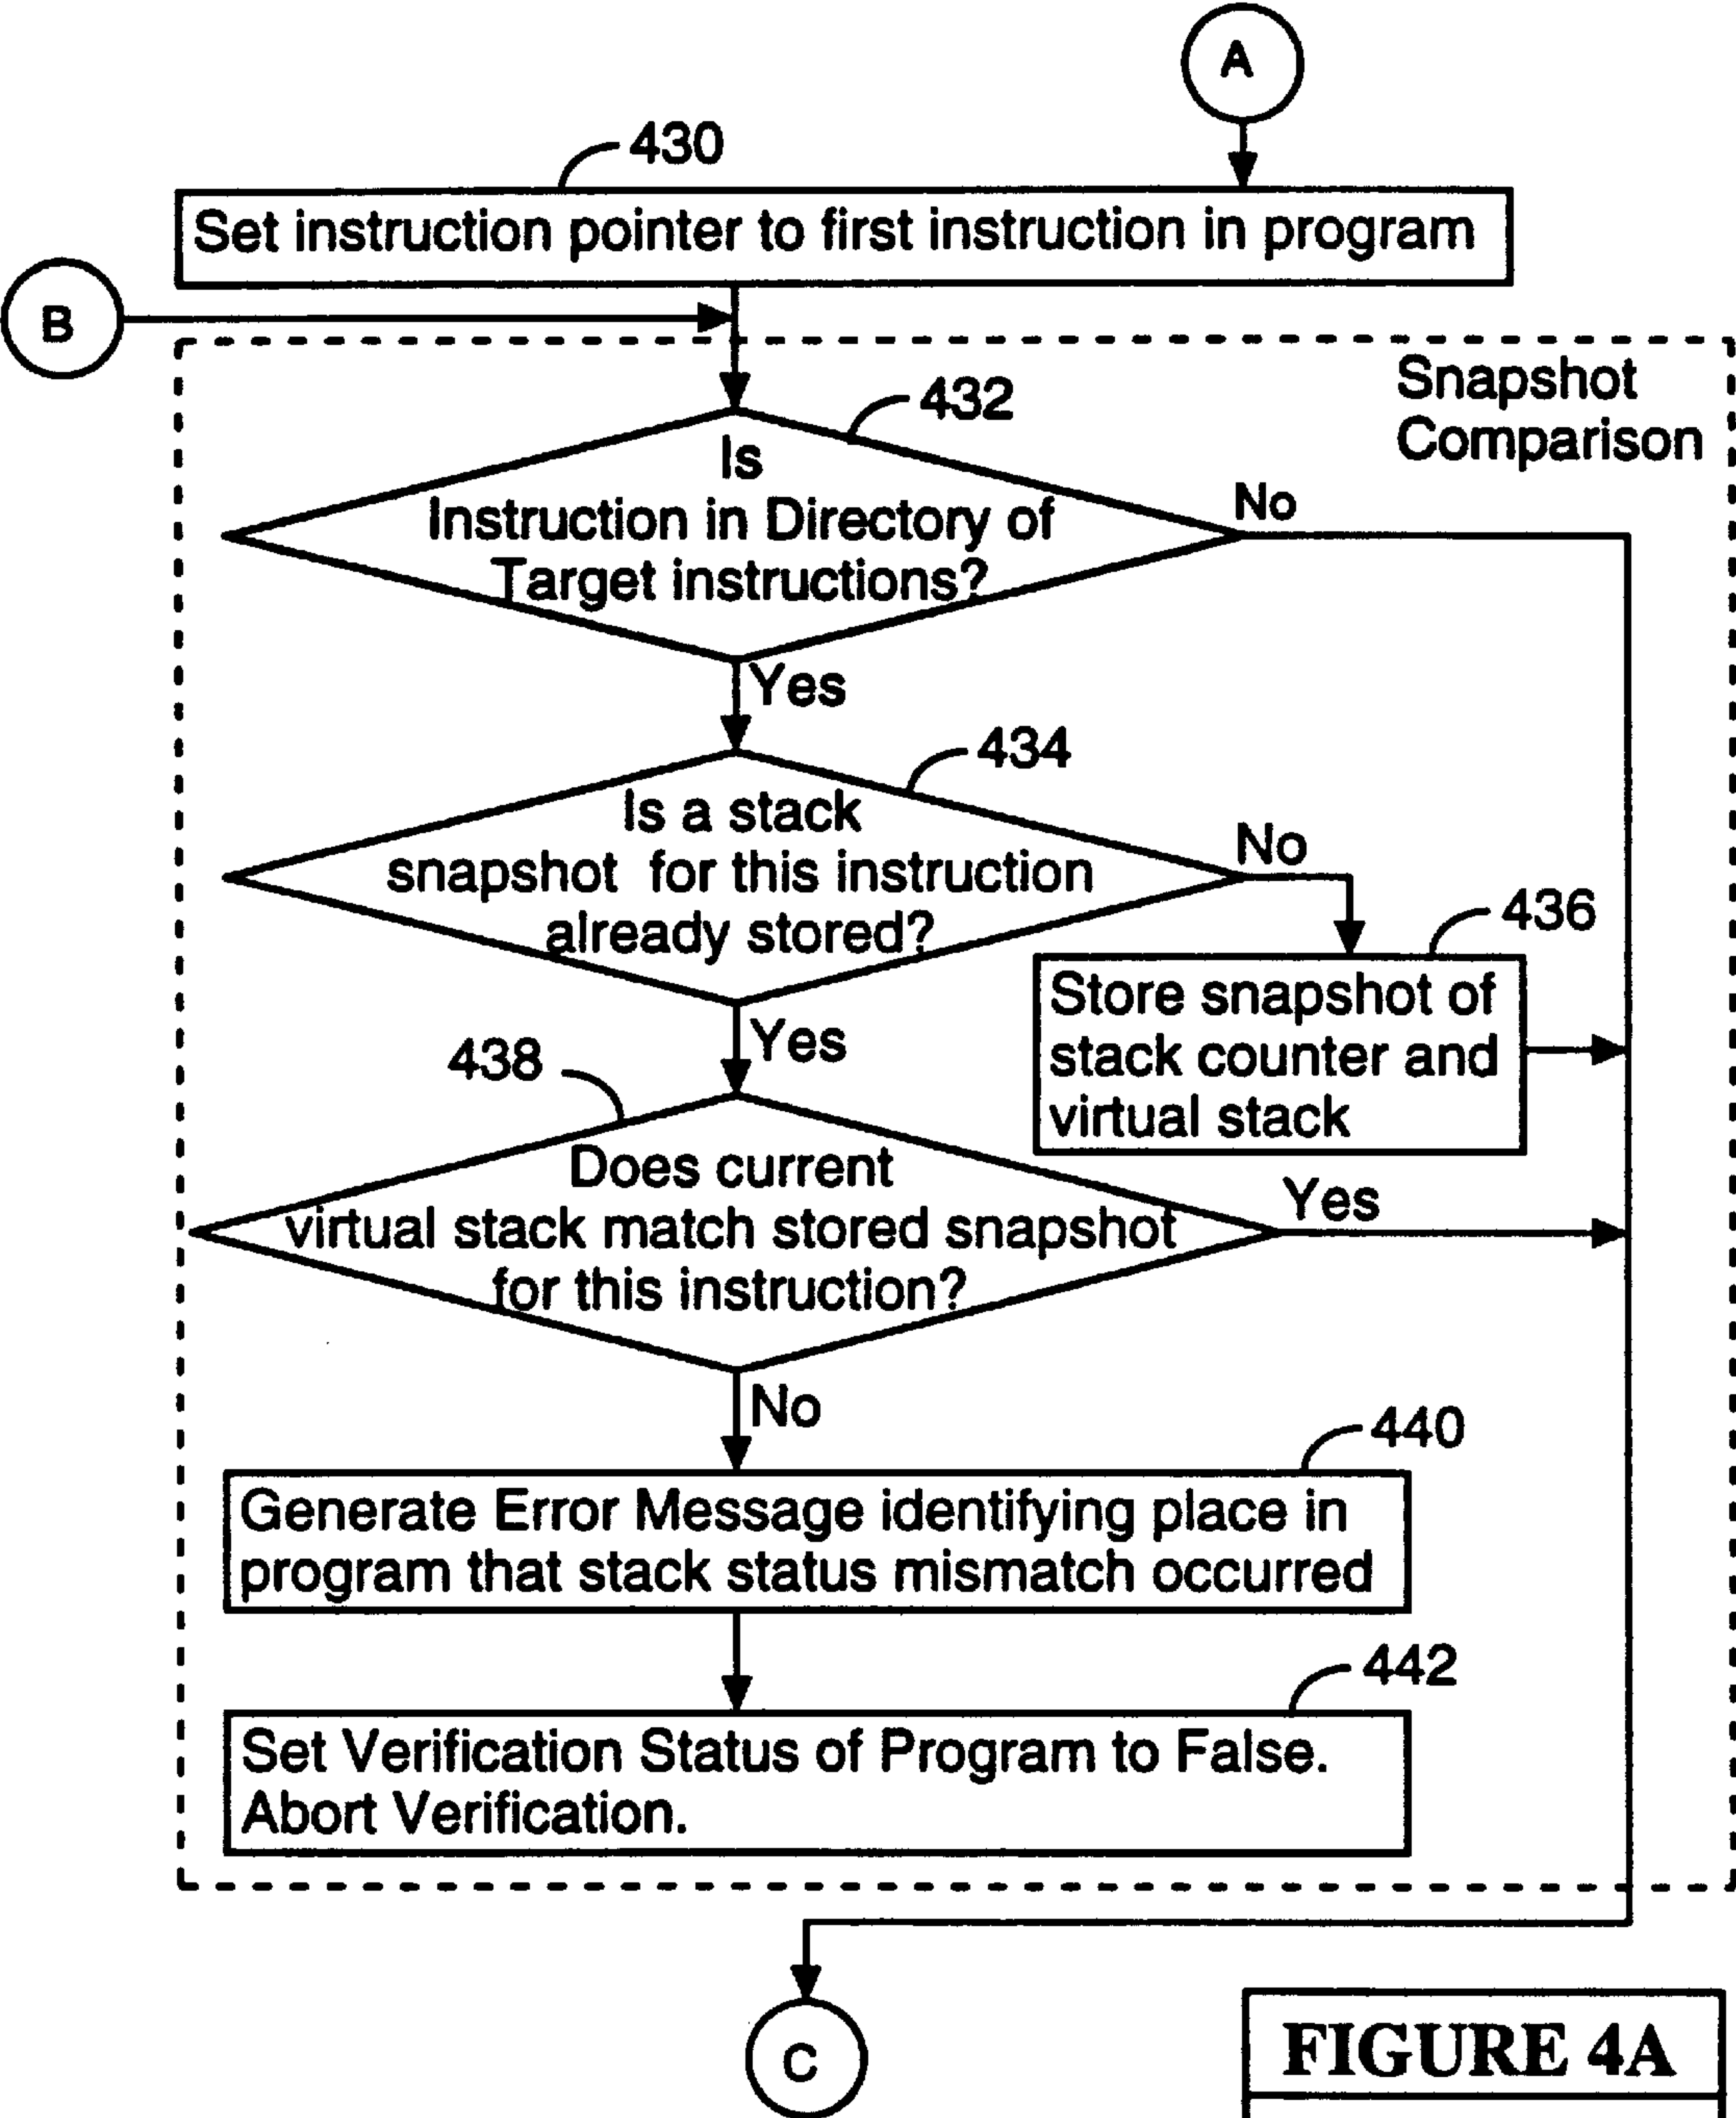 A
430
Set instruction pointer to first instruction in program
B
Snapshot
Comparison
432
Is
Instruction in Directory of
Target instructions?
No
Yes
434
Is a stack
snapshot for this instruction
already stored?
No
436
Store snapshot of
stack counter and
virtual stack
Yes
438
Does current
virtual stack match stored snapshot
for this instruction?
Yes
No
440
Generate Error Message identifying place in
program that stack status mismatch occurred
442
Set Verification Status of Program to False.
Abort Verification.
C
FIGURE 4A